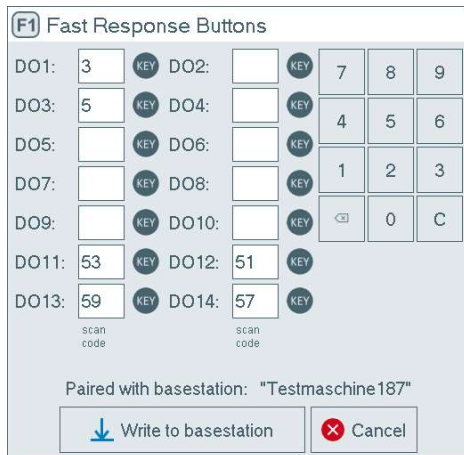 F1 Fast Response Buttons
DO1: 3 KEY DO2: KEY 7 8 9
DO3: 5 KEY DO4: KEY 4 5 6
DO5: KEY DO6: KEY
DO7: KEY DO8: KEY 1 2 3
DO9: KEY DO10: KEY 0 C
DO11: 53 KEY DO12: 51 KEY
DO13: 59 KEY DO14: 57 KEY
scan scan
code code
Paired with basestation: "Testmaschine187"
Write to basestation Cancel